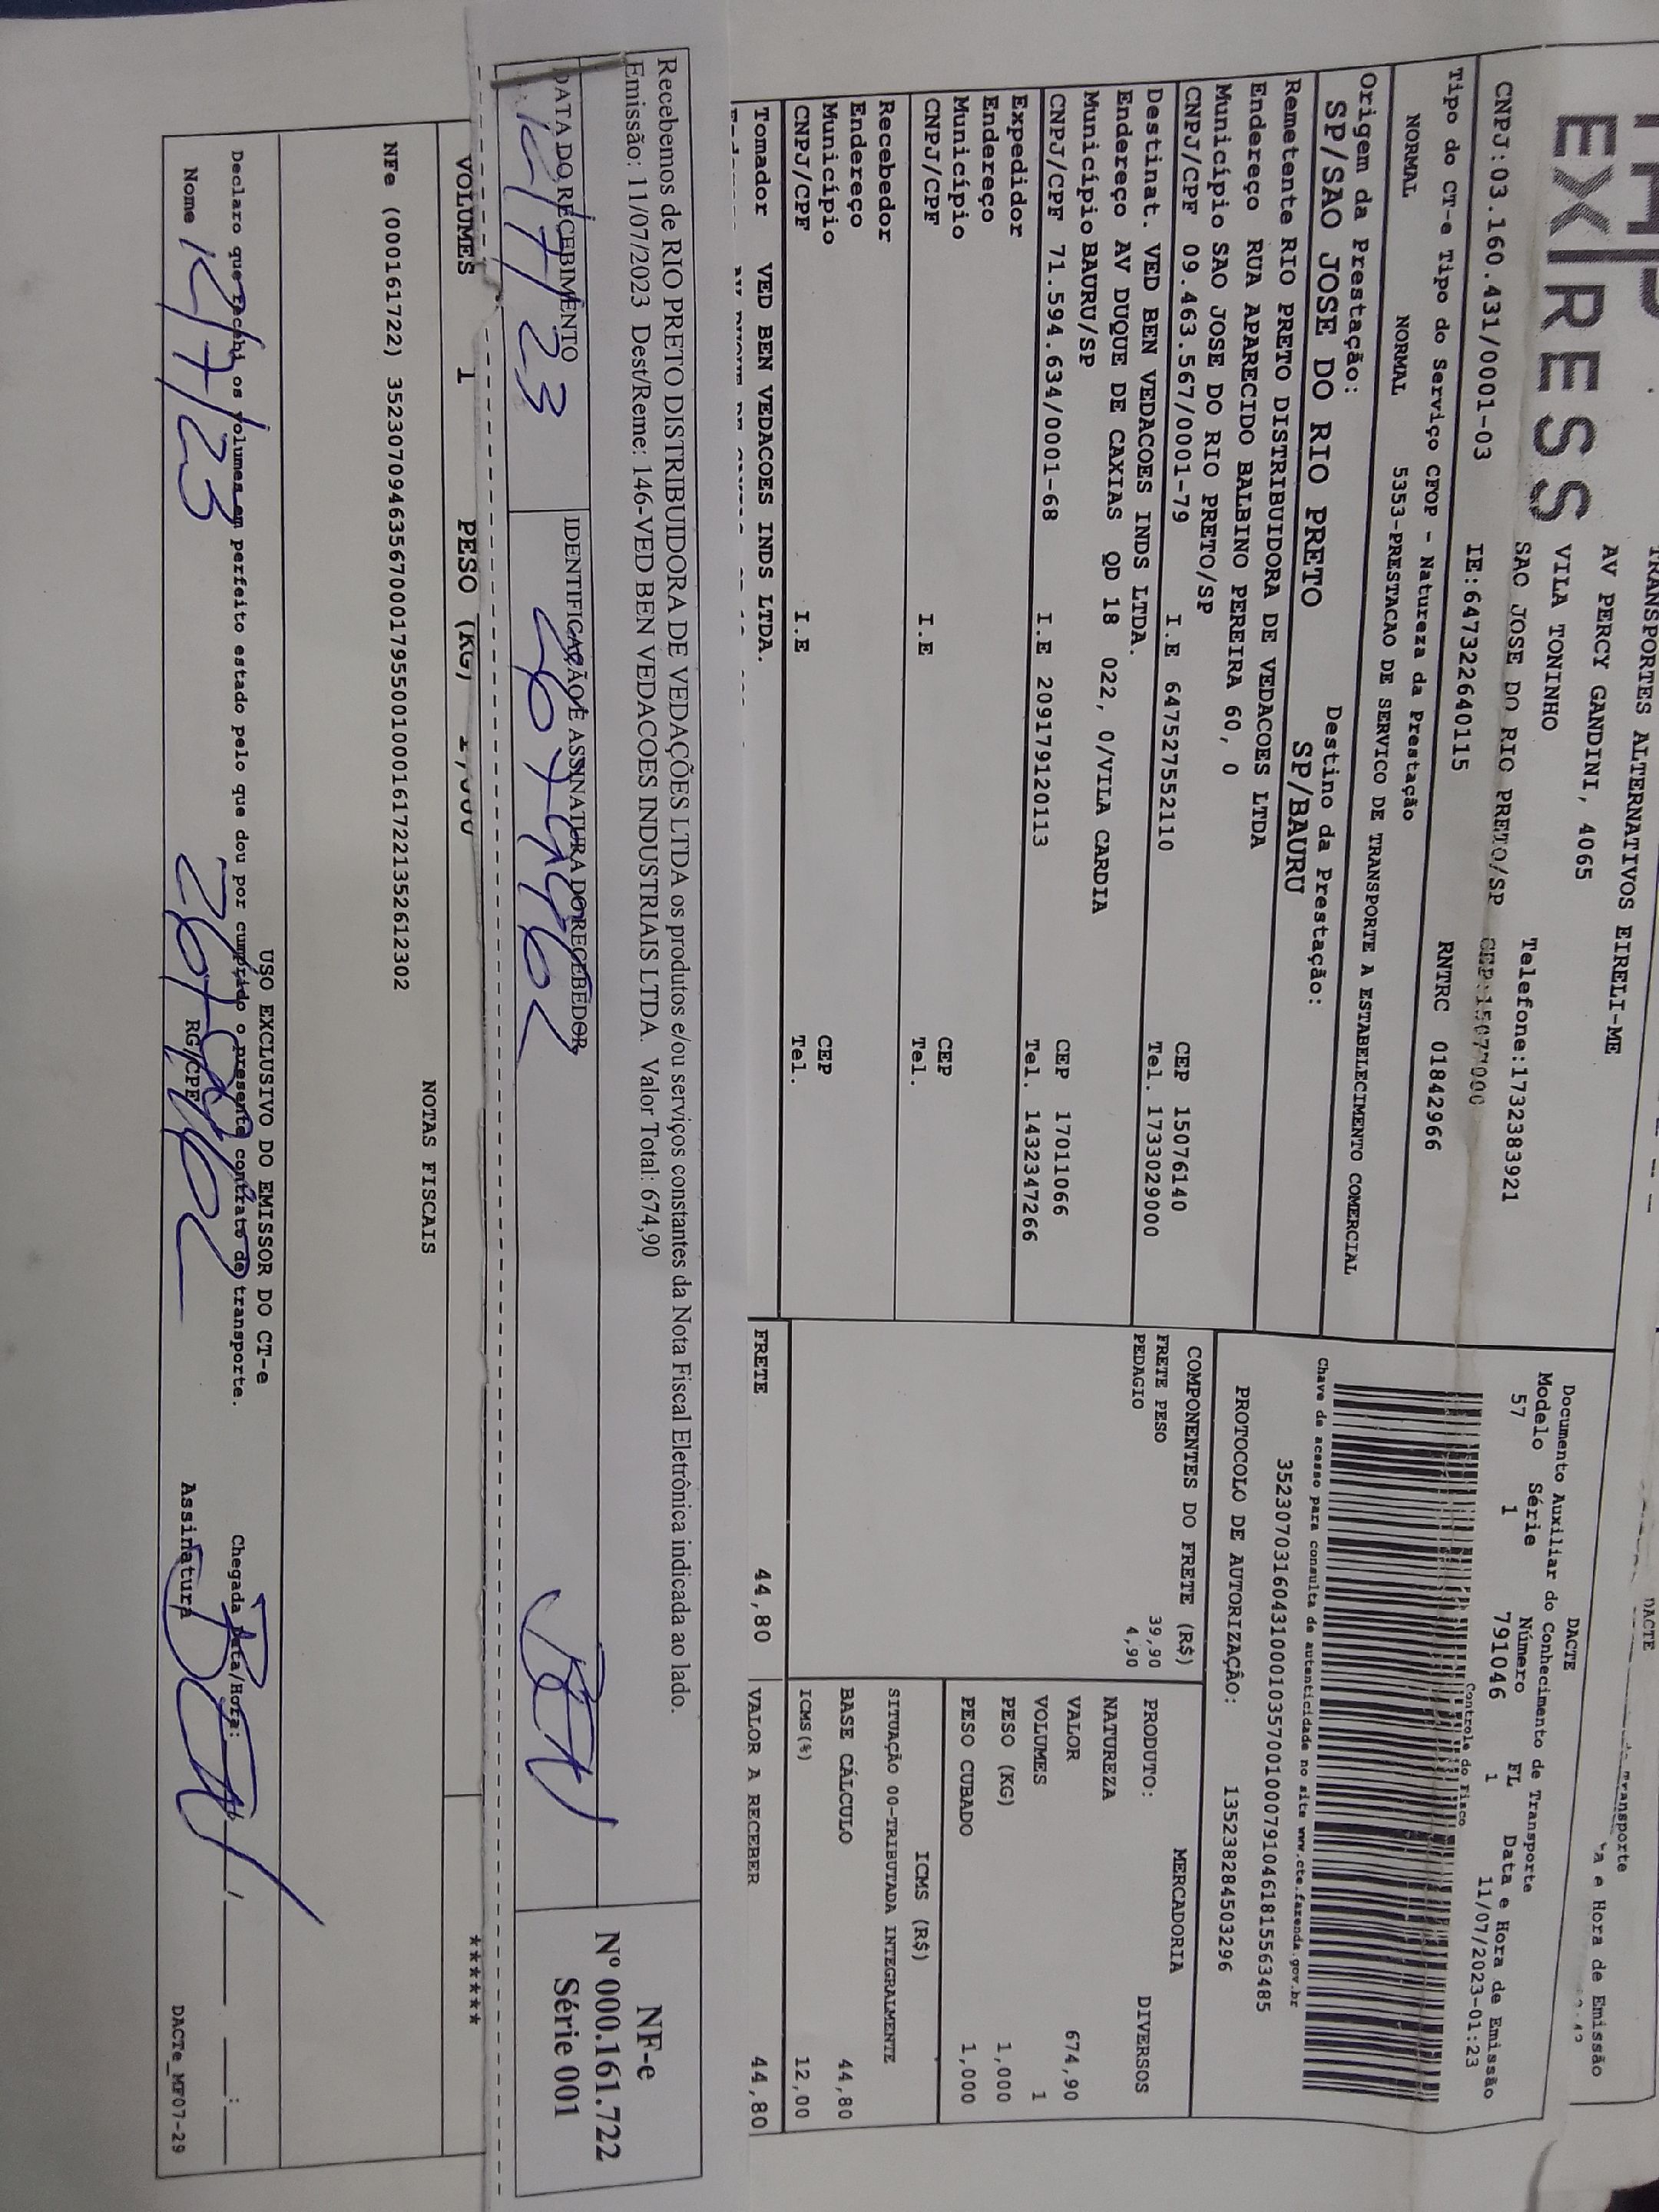 EXPRESS
TRANSPORTES ALTERNATIVOS EIRELI-ME
AV PERCY GANDINI, 4065
VILA TONINHO
SAO JOSE DO RIO PRETO/SP CEP:15077000
Telefone:1732383921
CNPJ:03.160.431/0001-03 IE:647322640115 RNTRC 01842966
DACTE
Transporte
e Hora de Emissão
DACTE
Documento Auxiliar do Conhecimento de Transporte
Modelo Série Número FL Data e Hora de Emissão
57 1 791046 1 11/07/2023-01:23
Controle do Fisco
Tipo do CT-e Tipo do Serviço CFOP - Natureza da Prestação
NORMAL NORMAL 5353-PRESTACAO DE SERVICO DE TRANSPORTE A ESTABELECIMENTO COMERCIAL
Origem da Prestação: Destino da Prestação:
SP/SAO JOSE DO RIO PRETO SP/BAURU
Chave de acesso para consulta de autenticidade no site www.cte.fazenda.gov.br
35230703160431000103570010007910461815563485
PROTOCOLO DE AUTORIZAÇÃO: 135238284503296
Remetente RIO PRETO DISTRIBUIDORA DE VEDACOES LTDA
Endereço RUA APARECIDO BALBINO PEREIRA 60, 0
Município SAO JOSE DO RIO PRETO/SP CEP 15076140
CNPJ/CPF 09.463.567/0001-79 I.E 647527552110 Tel. 1733029000
Destinat. VED BEN VEDACOES INDS LTDA.
Endereço AV DUQUE DE CAXIAS QD 18 022, 0/VILA CARDIA
Município BAURU/SP CEP 17011066
CNPJ/CPF 71.594.634/0001-68 I.E 209179120113 Tel. 1432347266
Expedidor
Endereço
Município CEP
CNPJ/CPF I.E Tel.
Recebedor
Endereço
Município CEP
CNPJ/CPF I.E Tel.
Tomador VED BEN VEDACOES INDS LTDA.
COMPONENTES DO FRETE (R$)
FRETE PESO 39,90
PEDAGIO 4,90
FRETE 44,80
MERCADORIA
PRODUTO: DIVERSOS
NATUREZA
VALOR 674,90
VOLUMES 1
PESO (KG) 1,000
PESO CUBADO 1,000
ICMS (R$)
SITUAÇÃO 00-TRIBUTADA INTEGRALMENTE
BASE CÁLCULO 44,80
ICMS(%) 12,00
VALOR A RECEBER 44,80
Recebemos de RIO PRETO DISTRIBUIDORA DE VEDAÇÕES LTDA os produtos e/ou serviços constantes da Nota Fiscal Eletrônica indicada ao lado.
Emissão: 11/07/2023 Dest/Reme: 146-VED BEN VEDACOES INDUSTRIAIS LTDA. Valor Total: 674,90
DATA DO RECEBIMENTO IDENTIFICAÇÃO E ASSINATURA DO RECEBEDOR
NF-e
Nº 000.161.722
Série 001
VOLUMES 1 PESO (KG) ******
NOTAS FISCAIS
NFe (000161722) 35230709463567000179550010001617221352612302
USO EXCLUSIVO DO EMISSOR DO CT-e
Declaro que recebi os volumes em perfeito estado pelo que dou por cumprido o presente contrato de transporte. Chegada Data/Hora: / :
Nome RG/CPF Assinatura
DACTe_MF07-29